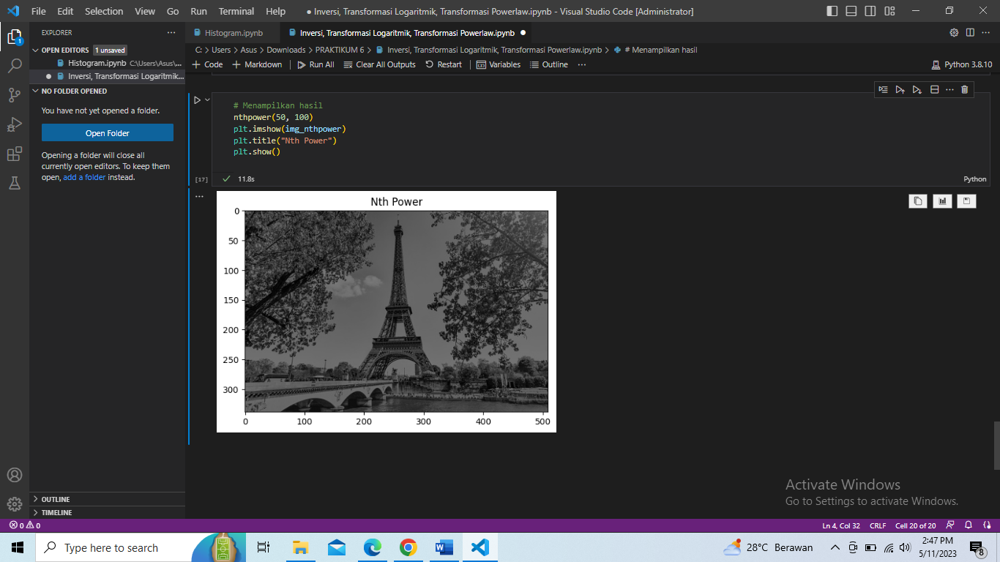 File Edit Selection View Go Run Terminal Help ● Inversi, Transformasi Logaritmik, Transformasi Powerlaw.ipynb - Visual Studio Code [Administrator]
EXPLORER
OPEN EDITORS 1 unsaved
Histogram.ipynb C:\Users\Asus\...
Inversi, Transformasi Logaritmik...
NO FOLDER OPENED
You have not yet opened a folder.
Open Folder
Opening a folder will close all
currently open editors. To keep them
open, add a folder instead.
OUTLINE
TIMELINE
1
Histogram.ipynb Inversi, Transformasi Logaritmik, Transformasi Powerlaw.ipynb
C: > Users > Asus > Downloads > PRAKTIKUM 6 > Inversi, Transformasi Logaritmik, Transformasi Powerlaw.ipynb > # Menampilkan hasil
+ Code + Markdown Run All Clear All Outputs Restart Variables Outline ... Python 3.8.10
# Menampilkan hasil
nthpower(50, 100)
plt.imshow(img_nthpower)
plt.title("Nth Power")
plt.show()
[17] 11.8s Python
Nth Power
0
50
100
150
200
250
300
0 100 200 300 400 500
Activate Windows
Go to Settings to activate Windows.
0 0 Ln 4, Col 32 CRLF Cell 20 of 20
Type here to search
28°C Berawan
2:47 PM
5/11/2023
8